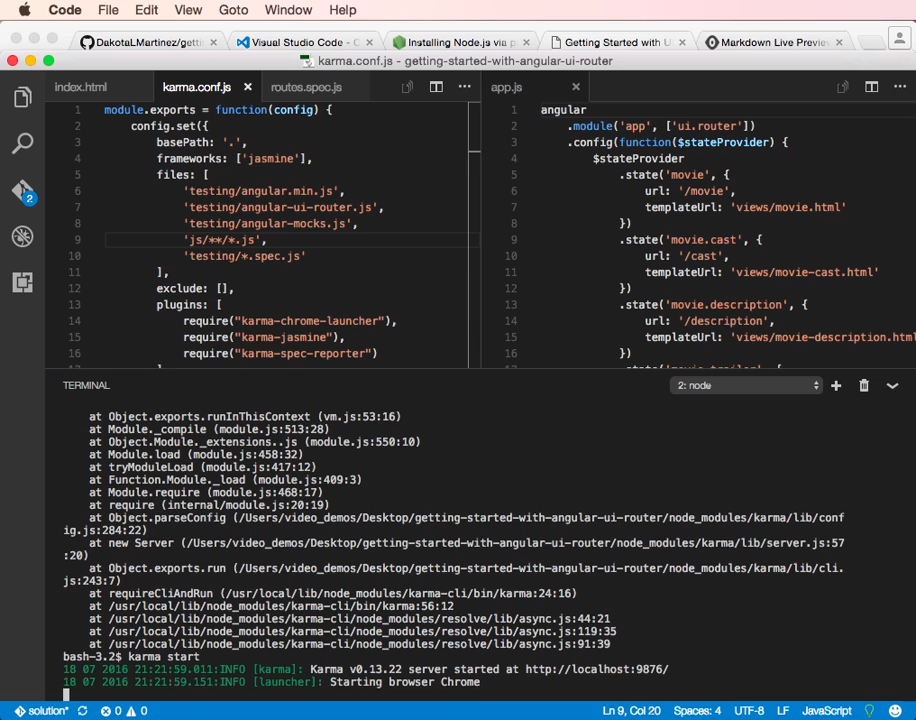 Code File Edit View Goto Window Help
DakotaLMartinez/getti × Visual Studio Code - C × Installing Node.js via p × Getting Started with U × Markdown Live Previe ×
karma.conf.js - getting-started-with-angular-ui-router
index.html karma.conf.js × routes.spec.js ••• app.js × •••
1 module.exports = function(config) {
2 config.set({
3 basePath: '.',
4 frameworks: ['jasmine'],
5 files: [
6 'testing/angular.min.js',
7 'testing/angular-ui-router.js',
8 'testing/angular-mocks.js',
9 'js/**/*.js',
10 'testing/*.spec.js'
11 ],
12 exclude: [],
13 plugins: [
14 require("karma-chrome-launcher"),
15 require("karma-jasmine"),
16 require("karma-spec-reporter")
1 angular
2 .module('app', ['ui.router'])
3 .config(function($stateProvider) {
4 $stateProvider
5 .state('movie', {
6 url: '/movie',
7 templateUrl: 'views/movie.html'
8 })
9 .state('movie.cast', {
10 url: '/cast',
11 templateUrl: 'views/movie-cast.html'
12 })
13 .state('movie.description', {
14 url: '/description',
15 templateUrl: 'views/movie-description.htm
16 })
2
TERMINAL 2: node
at Object.exports.runInThisContext (vm.js:53:16)
at Module._compile (module.js:513:28)
at Object.Module._extensions..js (module.js:550:10)
at Module.load (module.js:458:32)
at tryModuleLoad (module.js:417:12)
at Function.Module._load (module.js:409:3)
at Module.require (module.js:468:17)
at require (internal/module.js:20:19)
at Object.parseConfig (/Users/video_demos/Desktop/getting-started-with-angular-ui-router/node_modules/karma/lib/conf
ig.js:284:22)
at new Server (/Users/video_demos/Desktop/getting-started-with-angular-ui-router/node_modules/karma/lib/server.js:57
:20)
at Object.exports.run (/Users/video_demos/Desktop/getting-started-with-angular-ui-router/node_modules/karma/lib/cli.
js:243:7)
at requireCliAndRun (/usr/local/lib/node_modules/karma-cli/bin/karma:24:16)
at /usr/local/lib/node_modules/karma-cli/bin/karma:56:12
at /usr/local/lib/node_modules/karma-cli/node_modules/resolve/lib/async.js:44:21
at /usr/local/lib/node_modules/karma-cli/node_modules/resolve/lib/async.js:119:35
at /usr/local/lib/node_modules/karma-cli/node_modules/resolve/lib/async.js:91:39
bash-3.2$ karma start
18 07 2016 21:21:59.011:INFO [karma]: Karma v0.13.22 server started at http://localhost:9876/
18 07 2016 21:21:59.151:INFO [launcher]: Starting browser Chrome
solution* 0 0 Ln 9, Col 20 Spaces: 4 UTF-8 LF JavaScript